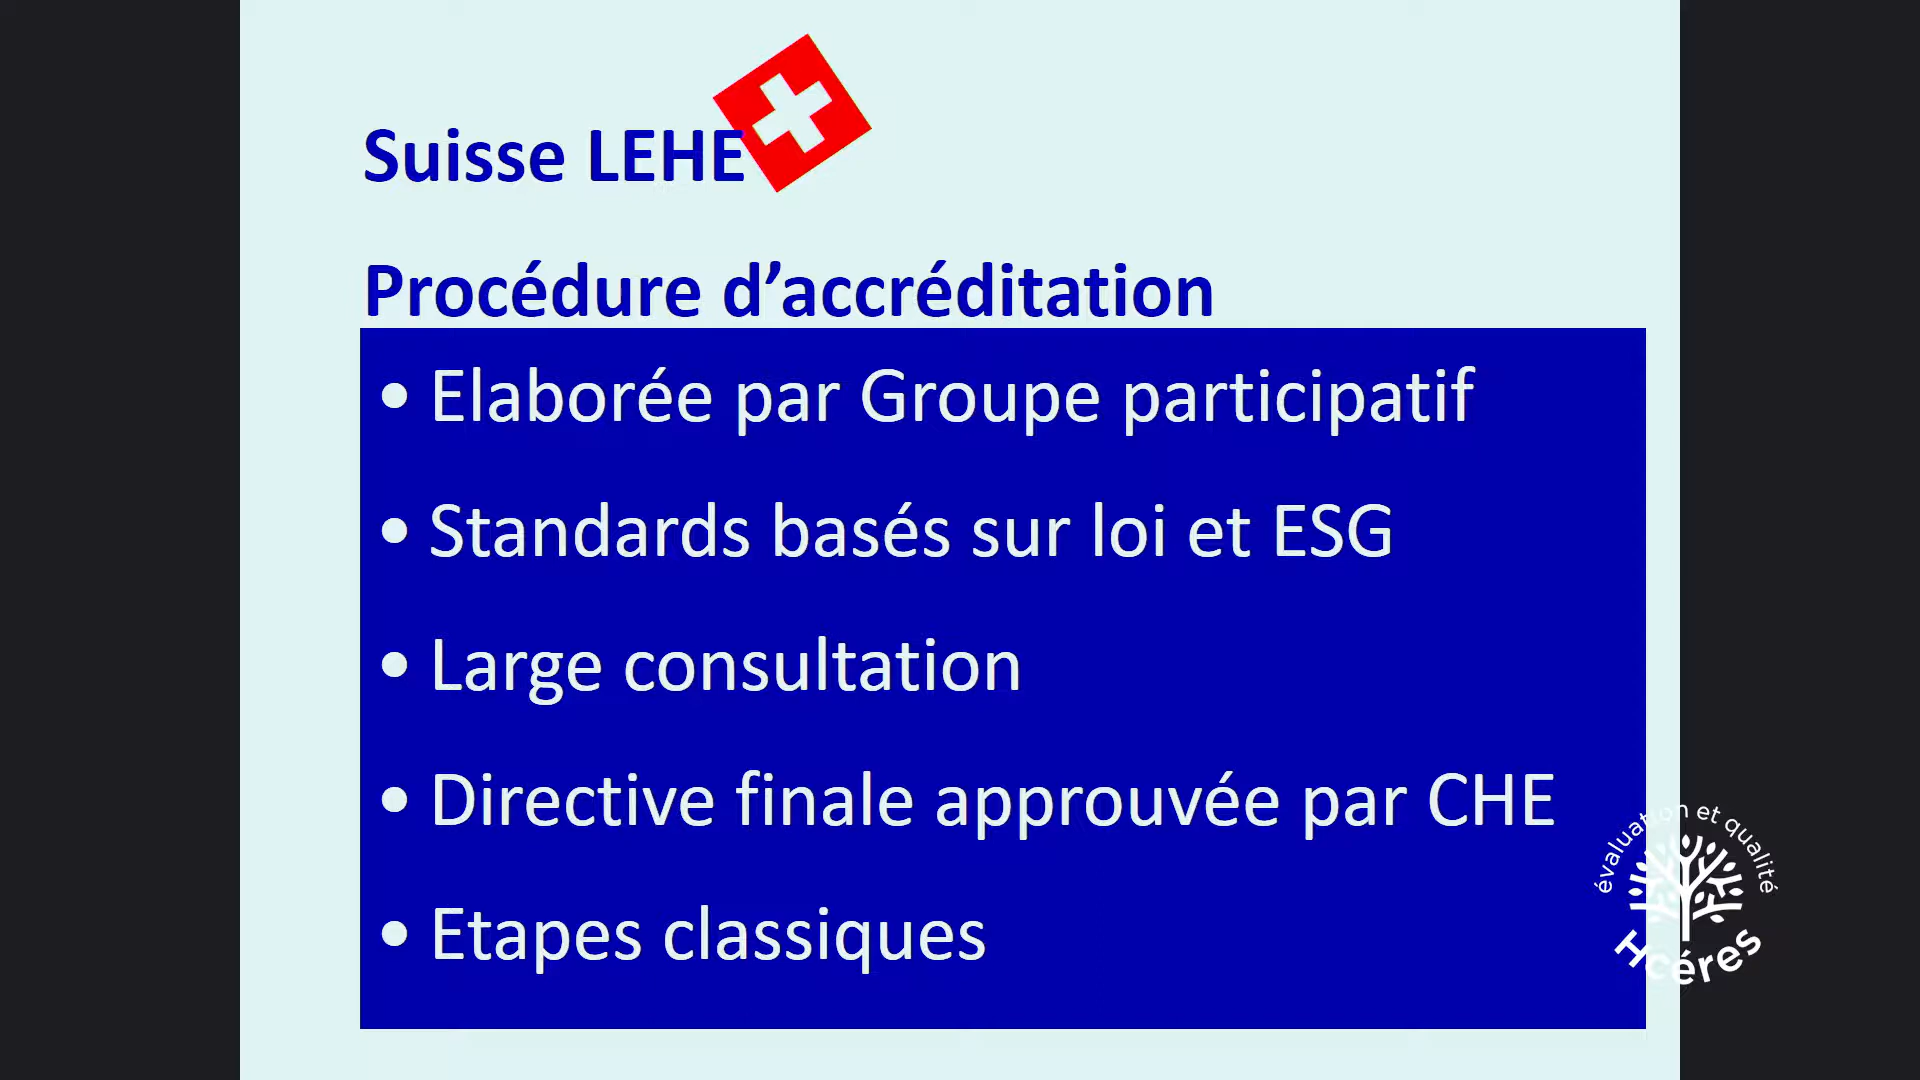 Suisse LEHE
Procédure d’accréditation
• Elaborée par Groupe participatif
• Standards basés sur loi et ESG
• Large consultation
• Directive finale approuvée par CHE
• Etapes classiques
évaluation et qualité
Hcéres